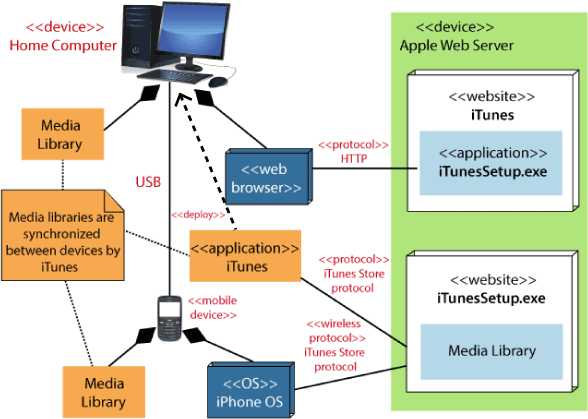 <<device>>
Home Computer
<<device>>
Apple Web Server
Media
Library
<<website>>
iTunes
<<application>>
iTunesSetup.exe
<<protocol>>
HTTP
<<web
browser>>
USB
<<deploy>>
Media libraries are
synchronized
between devices by
iTunes
<<application>>
iTunes
<<protocol>>
iTunes Store
protocol
<<website>>
iTunesSetup.exe
Media Library
<<mobile
device>>
<<wireless
protocol>>
iTunes Store
protocol
Media
Library
<<OS>>
iPhone OS